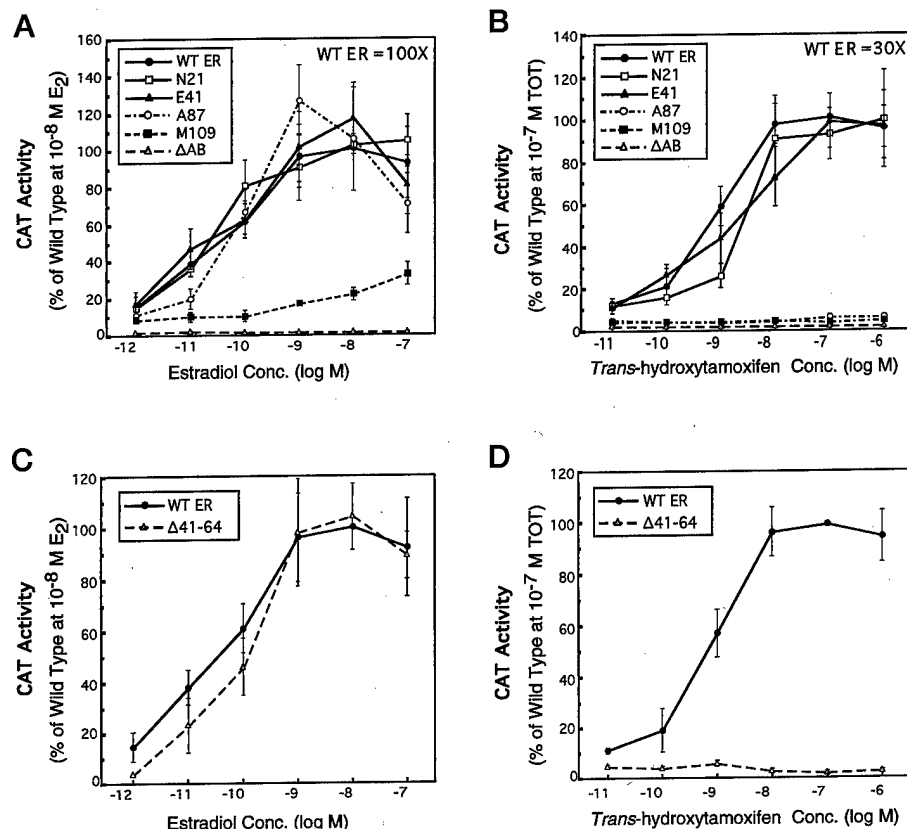 A
CAT Activity
(% of Wild Type at 10-8 M E2)
160
140
120
100
80
60
40
20
0
WT ER
N21
E41
A87
M109
ΔAB
WT ER = 100X
-12
-11
-10
-9
-8
-7
Estradiol Conc. (log M)
B
CAT Activity
(% of Wild Type at 10-7 M TOT)
140
120
100
80
60
40
20
0
WT ER
N21
E41
A87
M109
ΔAB
WT ER = 30X
-11
-10
-9
-8
-7
-6
Trans-hydroxytamoxifen Conc. (log M)
C
CAT Activity
(% of Wild Type at 10-8 M E2)
120
100
80
60
40
20
0
WT ER
Δ41-64
-12
-11
-10
-9
-8
-7
Estradiol Conc. (log M)
D
CAT Activity
(% of Wild Type at 10-7 M TOT)
120
100
80
60
40
20
0
WT ER
Δ41-64
-11
-10
-9
-8
-7
-6
Trans-hydroxytamoxifen Conc. (log M)